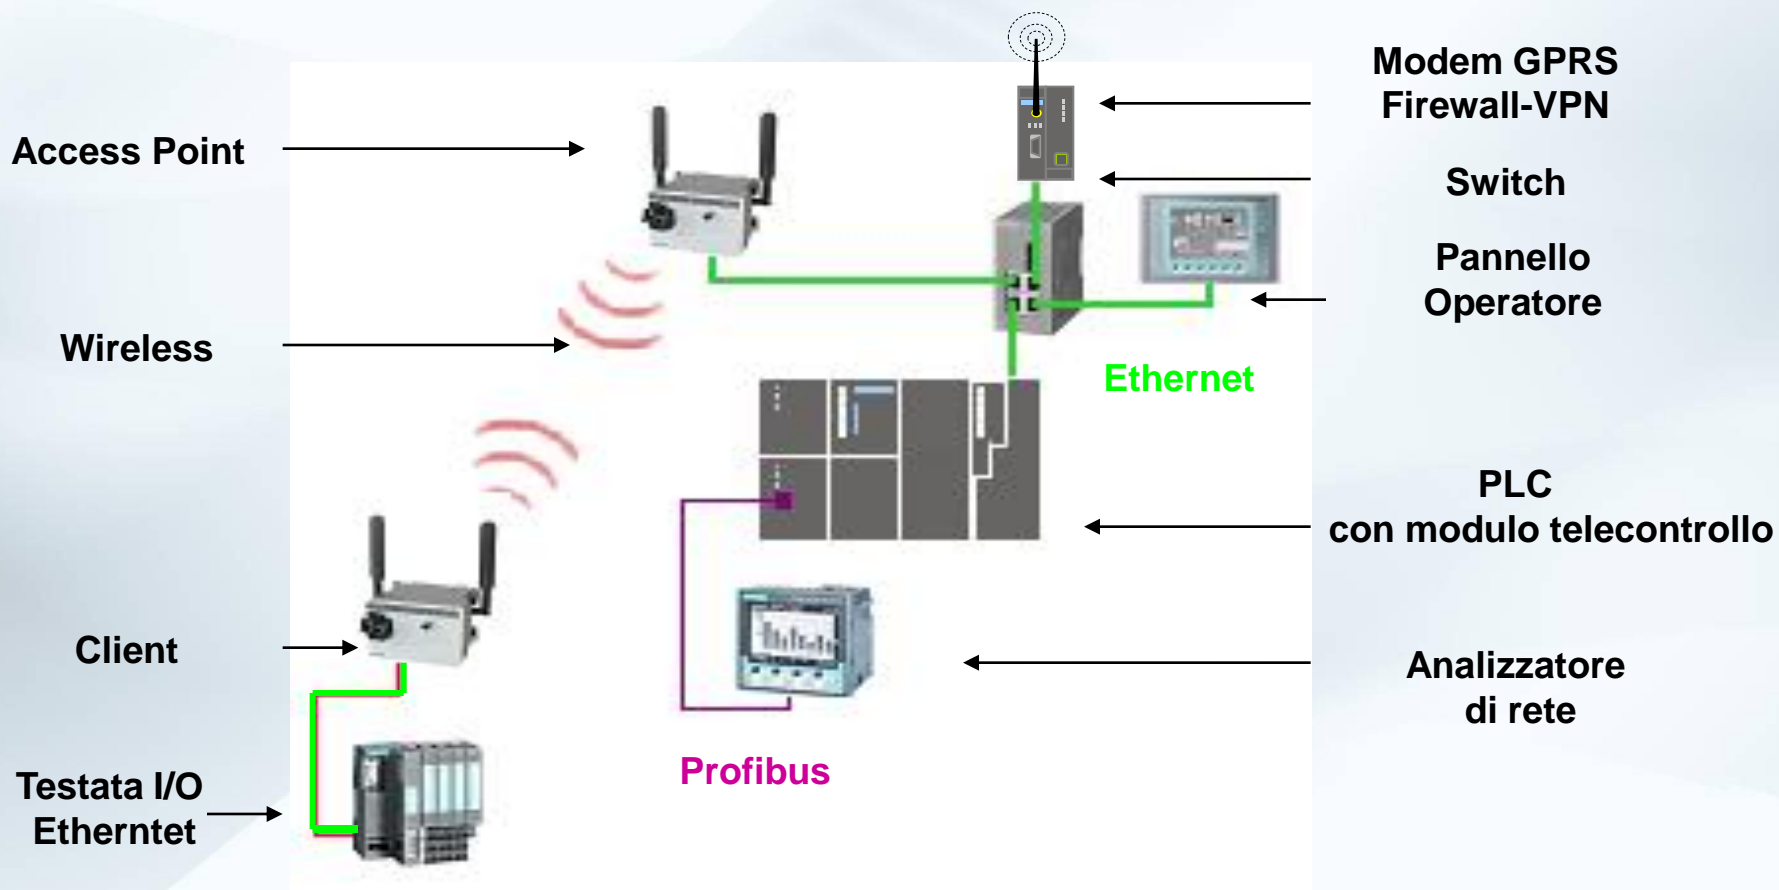 Modem GPRS
Firewall-VPN
Access Point
Switch
Pannello
Operatore
Wireless
Ethernet
PLC
con modulo telecontrollo
Client
Analizzatore
di rete
Profibus
Testata I/O
Etherntet